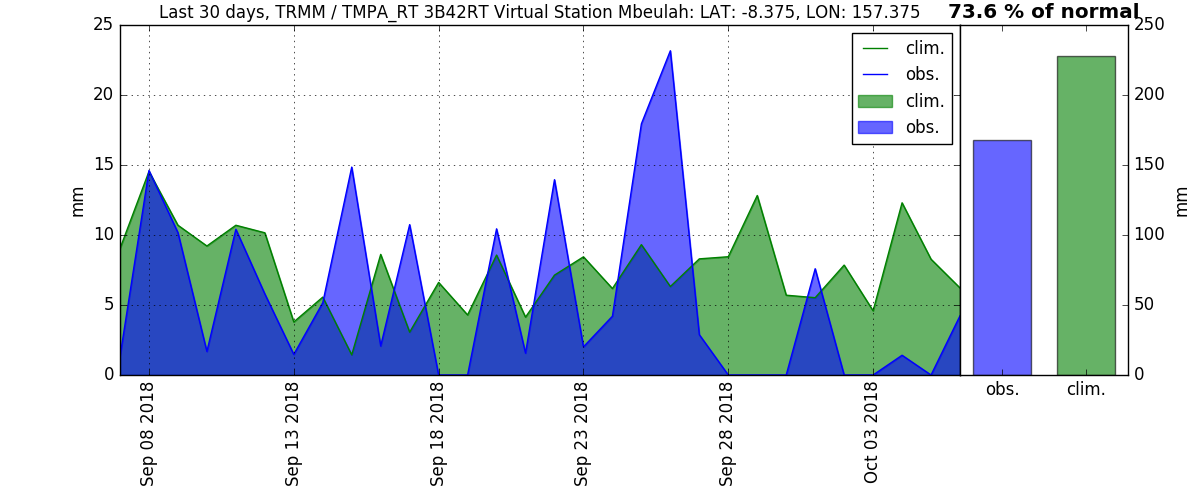 Last 30 days, TRMM / TMPA_RT 3B42RT Virtual Station Mbeulah: LAT: -8.375, LON: 157.375
73.6 % of normal
25
20
15
10
5
0
mm
Sep 08 2018
Sep 13 2018
Sep 18 2018
Sep 23 2018
Sep 28 2018
Oct 03 2018
clim.
obs.
clim.
obs.
250
200
150
100
50
0
mm
obs.
clim.